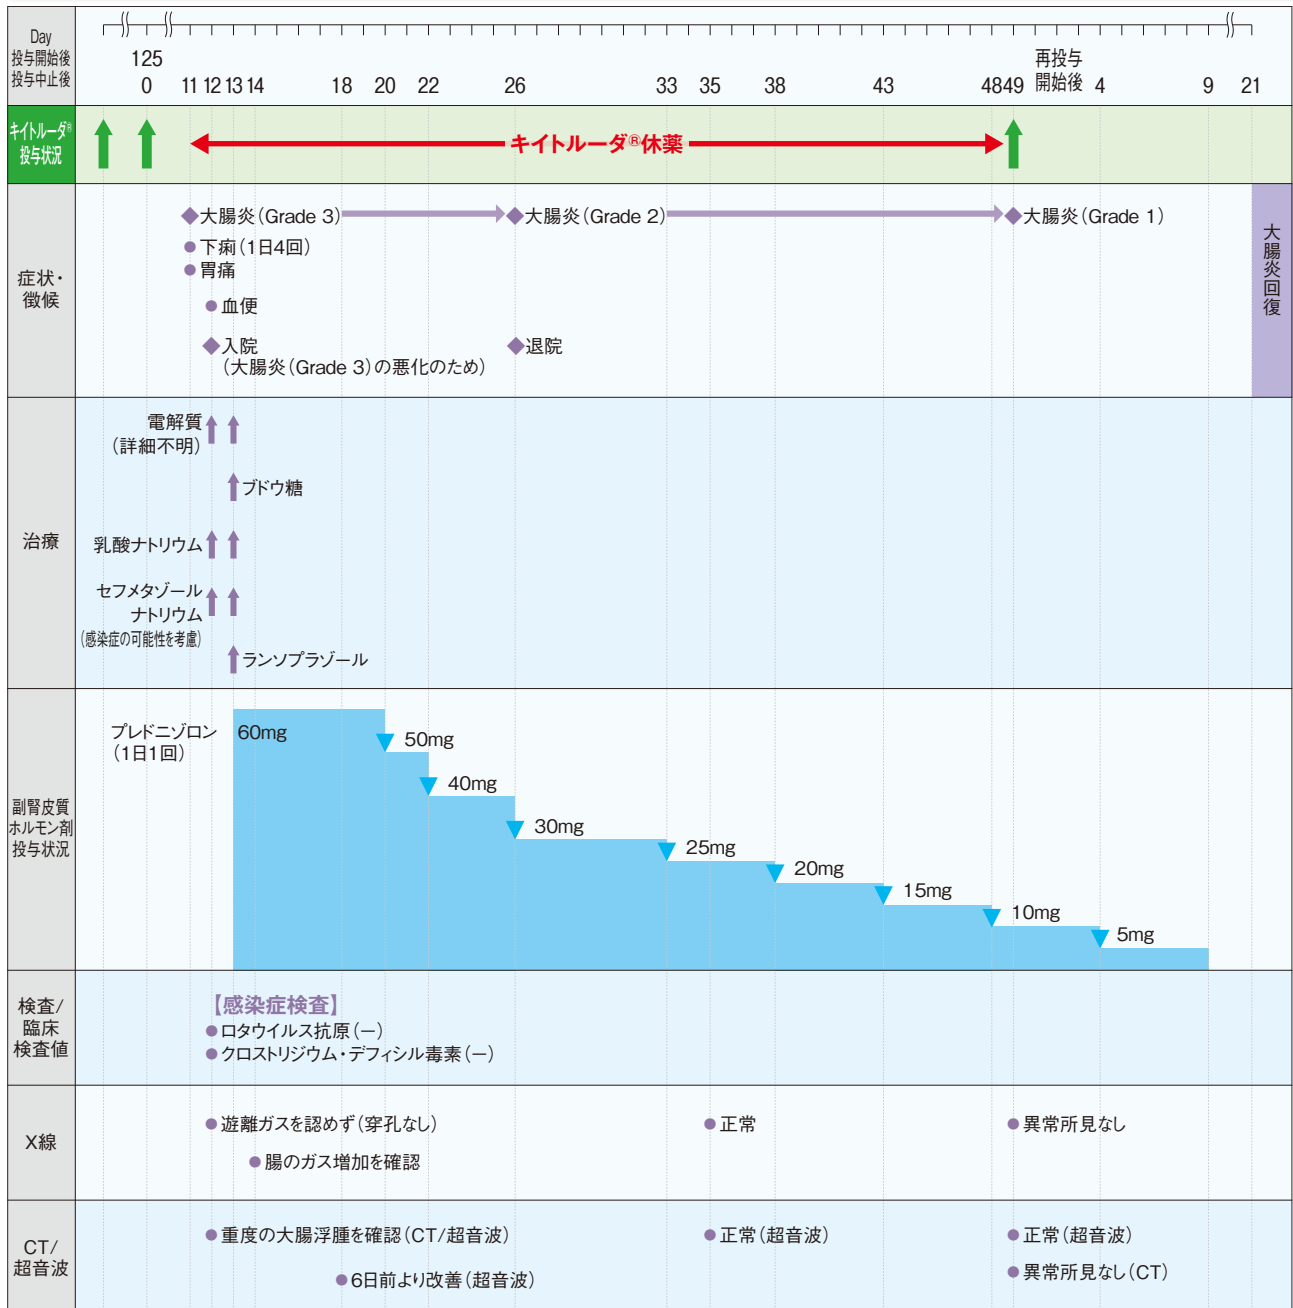 Day
投与開始後
投与中止後
125
0 11 12 13 14 18 20 22 26 33 35 38 43 48 49
再投与
開始後 4 9 21
キイトルーダ®
投与状況
キイトルーダ®休薬
症状・
徴候
大腸炎（Grade 3）
大腸炎（Grade 2）
大腸炎（Grade 1）
下痢（1日4回）
胃痛
血便
入院
（大腸炎（Grade 3）の悪化のため）
退院
大腸炎回復
治療
電解質
（詳細不明）
ブドウ糖
乳酸ナトリウム
セフメタゾール
ナトリウム
（感染症の可能性を考慮）
ランソプラゾール
副腎皮質
ホルモン剤
投与状況
プレドニゾロン
（1日1回）
60mg
50mg
40mg
30mg
25mg
20mg
15mg
10mg
5mg
検査/
臨床
検査値
【感染症検査】
ロタウイルス抗原（－）
クロストリジウム・デフィシル毒素（－）
X線
遊離ガスを認めず（穿孔なし）
正常
異常所見なし
腸のガス増加を確認
CT/
超音波
重度の大腸浮腫を確認（CT/超音波）
正常（超音波）
正常（超音波）
6日前より改善（超音波）
異常所見なし（CT）